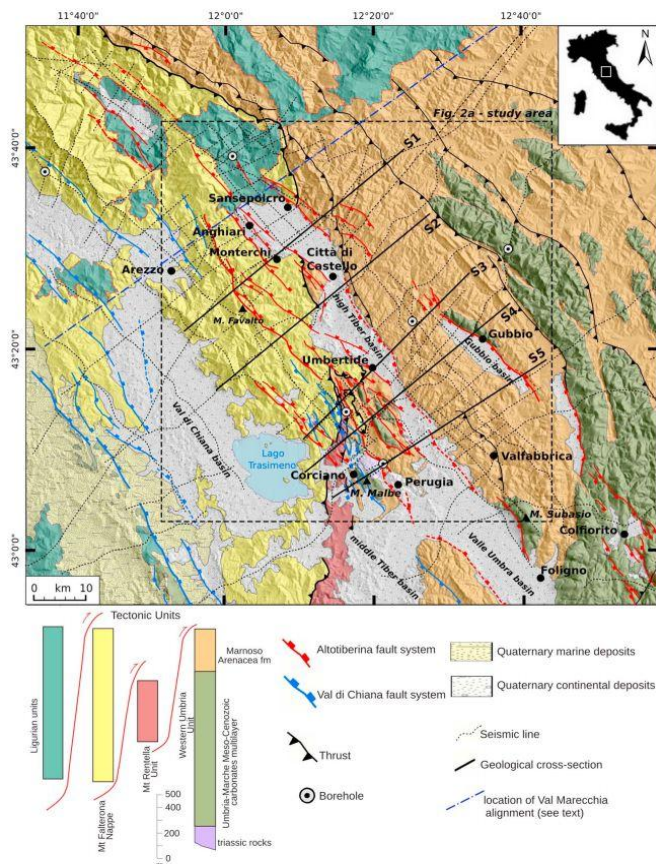 11°40'0" 12°00'0" 12°20'0" 12°40'0"
N
Fig. 2a - study area
S1
43°40'0"
Sansepolcro
S2
Anghiari
Monterchi
Città di
Castello
S3
Arezzo
high Tiber basin
S4
M. Favalto
Gubbio
S5
43°20'0"
Gubbio basin
Umbertide
Val di Chiana basin
Lago
Trasimeno
Valfabbrica
Corciano
Perugia
M. Malbe
M. Subasio
Colfiorito
43°0'0"
middle Tiber basin
Valle Umbra basin
Foligno
km
0 10
Tectonic Units
Ligurian units
Mt Falterona
Nappe
Mt Rentella
Unit
Western Umbria
Unit
Marnoso
Arenacea fm
Umbria-Marche Meso-Cenozoic
carbonates multilayer
triassic rocks
500
400
300
200
100
0
Altotiberina fault system
Val di Chiana fault system
Thrust
Borehole
Quaternary marine deposits
Quaternary continental deposits
Seismic line
Geological cross-section
location of Val Marecchia
alignment (see text)